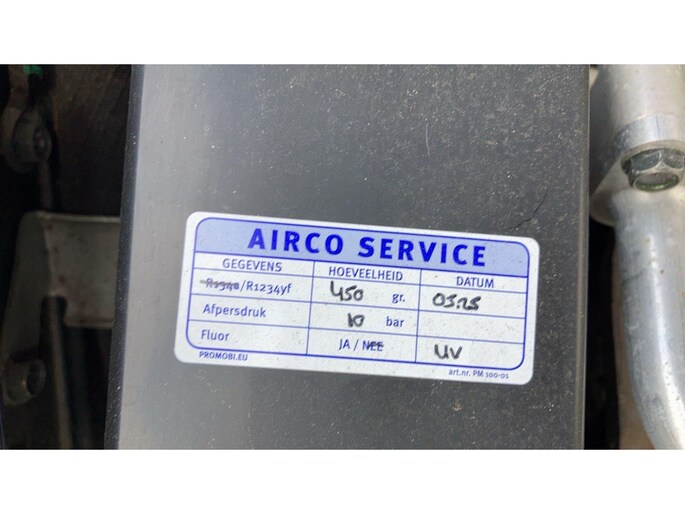 AIRCO SERVICE
GEGEVENS HOEVEELHEID DATUM
R134a/R1234yf 450 gr. 03.25
Afpersdruk 10 bar
Fluor JA / NEE UV
PROMOBI.EU art.nr. PM 100-01